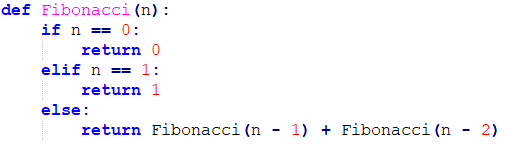 def Fibonacci(n):
    if n == 0:
        return 0
    elif n == 1:
        return 1
    else:
        return Fibonacci(n - 1) + Fibonacci(n - 2)